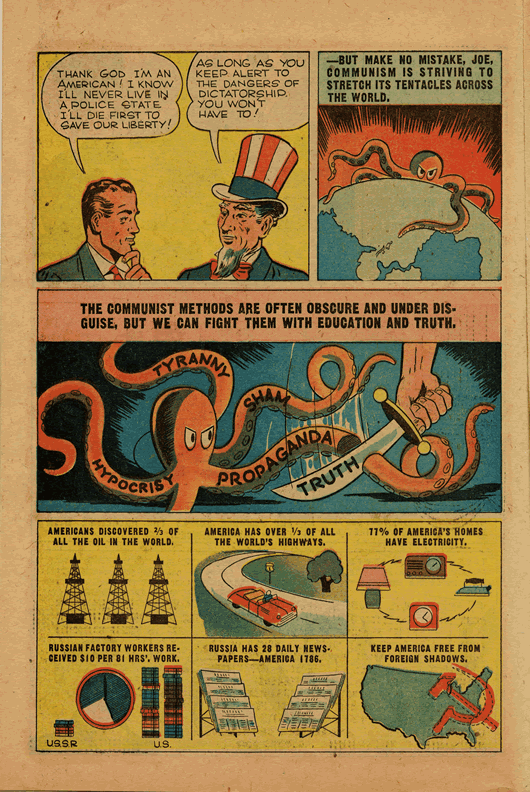 THANK GOD I'M AN
AMERICAN! I KNOW
I'LL NEVER LIVE IN
A POLICE STATE.
I'LL DIE FIRST TO
SAVE OUR LIBERTY!
AS LONG AS YOU
KEEP ALERT TO
THE DANGERS OF
DICTATORSHIP.
YOU WON'T
HAVE TO!
—BUT MAKE NO MISTAKE, JOE,
COMMUNISM IS STRIVING TO
STRETCH ITS TENTACLES ACROSS
THE WORLD.
THE COMMUNIST METHODS ARE OFTEN OBSCURE AND UNDER DIS-
GUISE, BUT WE CAN FIGHT THEM WITH EDUCATION AND TRUTH.
TYRANNY
SHAM
HYPOCRISY
PROPAGANDA
TRUTH
AMERICANS DISCOVERED 2/3 OF
ALL THE OIL IN THE WORLD.
AMERICA HAS OVER 1/3 OF ALL
THE WORLD'S HIGHWAYS.
77% OF AMERICA'S HOMES
HAVE ELECTRICITY.
RUSSIAN FACTORY WORKERS RE-
CEIVED $10 PER 81 HRS'. WORK.
U.S.S.R
U.S.
RUSSIA HAS 28 DAILY NEWS-
PAPERS—AMERICA 1786.
KEEP AMERICA FREE FROM
FOREIGN SHADOWS.